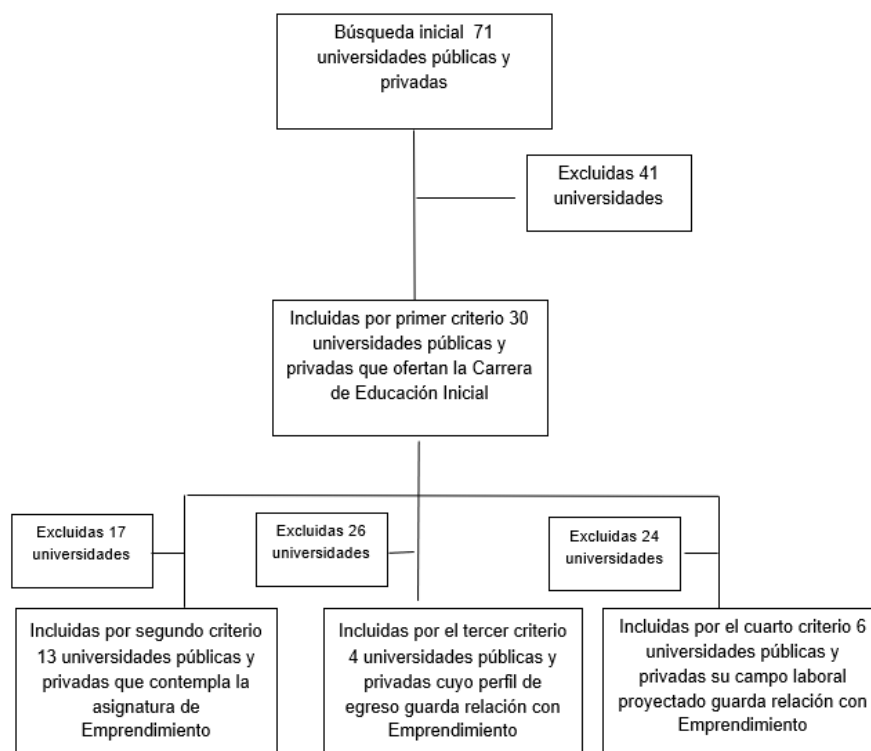 Búsqueda inicial 71
universidades públicas y
privadas
Excluidas 41
universidades
Incluidas por primer criterio 30
universidades públicas y
privadas que ofertan la Carrera
de Educación Inicial
Excluidas 17
universidades
Excluidas 26
universidades
Excluidas 24
universidades
Incluidas por segundo criterio
13 universidades públicas y
privadas que contempla la
asignatura de
Emprendimiento
Incluidas por el tercer criterio
4 universidades públicas y
privadas cuyo perfil de
egreso guarda relación con
Emprendimiento
Incluidas por el cuarto criterio 6
universidades públicas y
privadas su campo laboral
proyectado guarda relación con
Emprendimiento